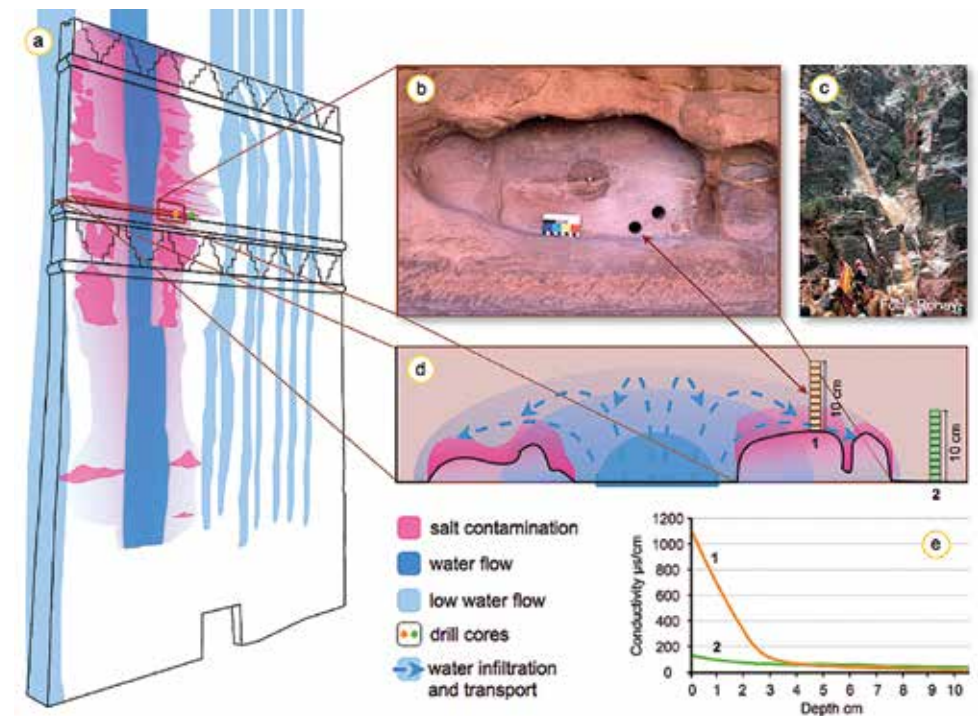 a
b
c
Fadi Bonawi
d
10 cm
1
10 cm
2
salt contamination
water flow
low water flow
drill cores
water infiltration
and transport
e
Conductivity µs/cm
1200
1000
800
600
400
200
0
1
2
0 1 2 3 4 5 6 7 8 9 10
Depth cm